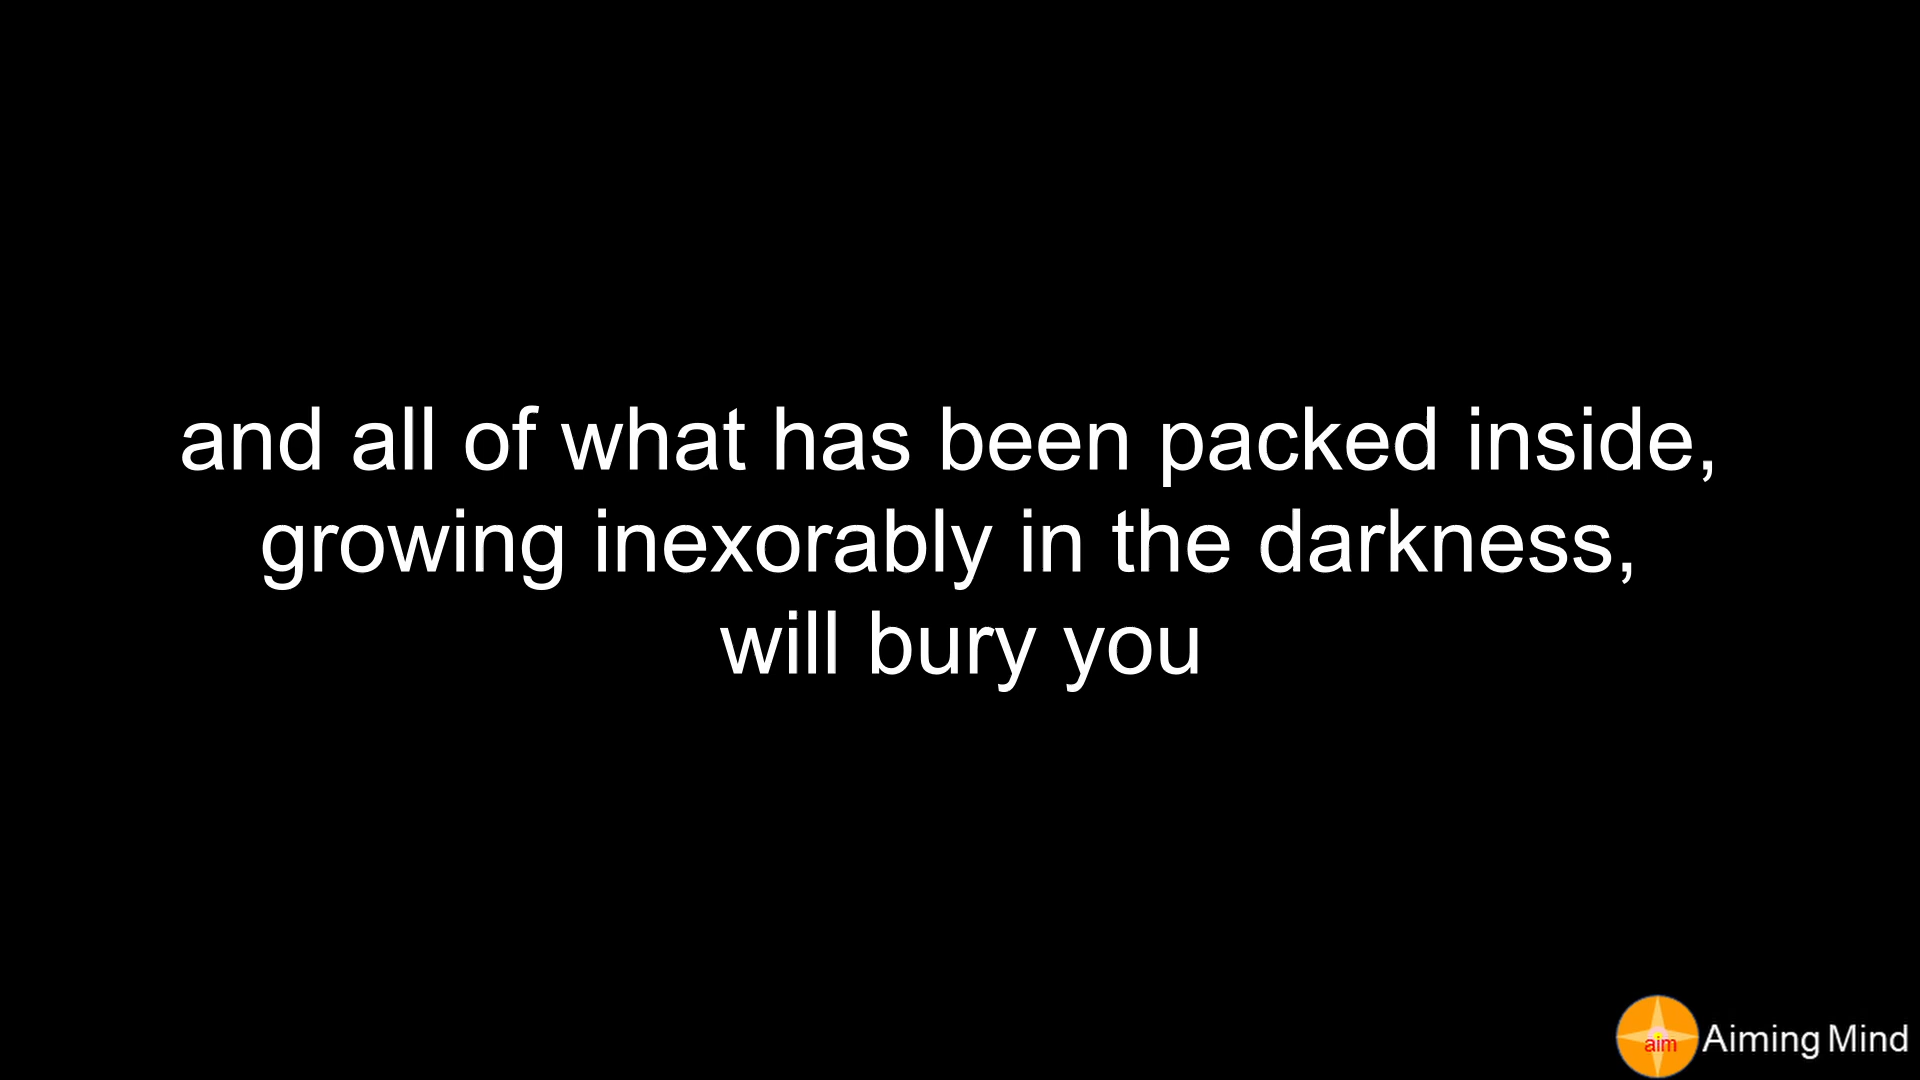 and all of what has been packed inside,
growing inexorably in the darkness,
will bury you
aim
Aiming Mind